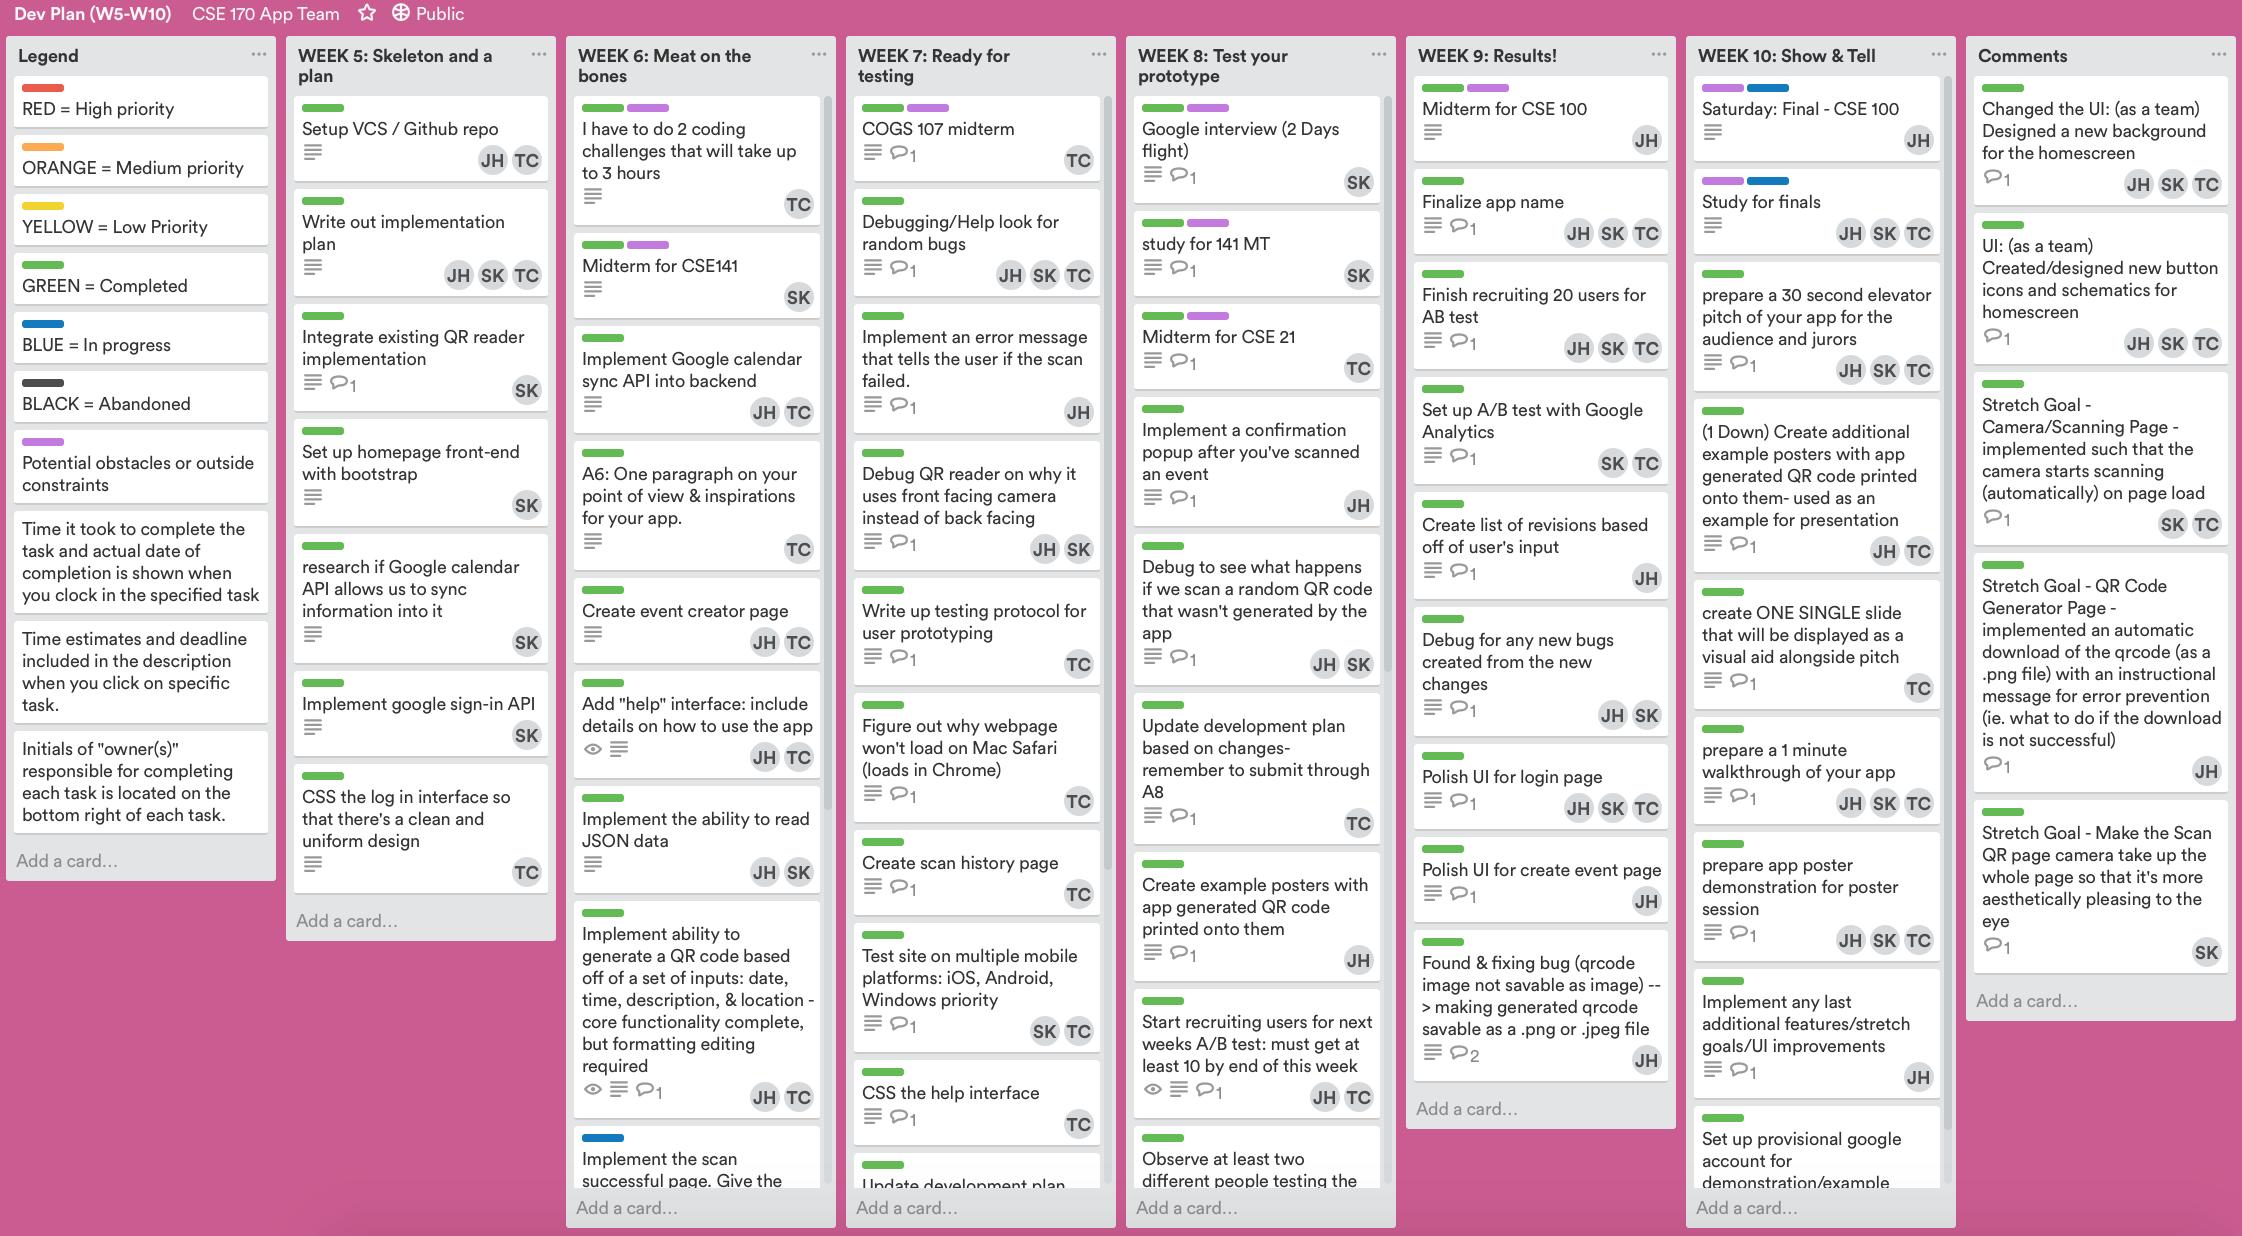 Dev Plan (W5-W10) CSE 170 App Team Public
Legend
RED = High priority
ORANGE = Medium priority
YELLOW = Low Priority
GREEN = Completed
BLUE = In progress
BLACK = Abandoned
Potential obstacles or outside
constraints
Time it took to complete the
task and actual date of
completion is shown when
you clock in the specified task
Time estimates and deadline
included in the description
when you click on specific
task.
Initials of "owner(s)"
responsible for completing
each task is located on the
bottom right of each task.
Add a card...
WEEK 5: Skeleton and a
plan
Setup VCS / Github repo
JH TC
Write out implementation
plan
JH SK TC
Integrate existing QR reader
implementation
1 SK
Set up homepage front-end
with bootstrap
SK
research if Google calendar
API allows us to sync
information into it
SK
Implement google sign-in API
SK
CSS the log in interface so
that there's a clean and
uniform design
TC
Add a card...
WEEK 6: Meat on the
bones
I have to do 2 coding
challenges that will take up
to 3 hours
TC
Midterm for CSE141
SK
Implement Google calendar
sync API into backend
JH TC
A6: One paragraph on your
point of view & inspirations
for your app.
TC
Create event creator page
JH TC
Add "help" interface: include
details on how to use the app
JH TC
Implement the ability to read
JSON data
JH SK
Implement ability to
generate a QR code based
off of a set of inputs: date,
time, description, & location -
core functionality complete,
but formatting editing
required
1 JH TC
Implement the scan
successful page. Give the
Add a card...
WEEK 7: Ready for
testing
COGS 107 midterm
1 TC
Debugging/Help look for
random bugs
1 JH SK TC
Implement an error message
that tells the user if the scan
failed.
1 JH
Debug QR reader on why it
uses front facing camera
instead of back facing
1 JH SK
Write up testing protocol for
user prototyping
1 TC
Figure out why webpage
won't load on Mac Safari
(loads in Chrome)
1 TC
Create scan history page
1 TC
Test site on multiple mobile
platforms: iOS, Android,
Windows priority
1 SK TC
CSS the help interface
1 TC
Update development plan
Add a card...
WEEK 8: Test your
prototype
Google interview (2 Days
flight)
1 SK
study for 141 MT
1 SK
Midterm for CSE 21
1 TC
Implement a confirmation
popup after you've scanned
an event
1 JH
Debug to see what happens
if we scan a random QR code
that wasn't generated by the
app
1 JH SK
Update development plan
based on changes-
remember to submit through
A8
1 TC
Create example posters with
app generated QR code
printed onto them
1 JH
Start recruiting users for next
weeks A/B test: must get at
least 10 by end of this week
1 JH TC
Observe at least two
different people testing the
Add a card...
WEEK 9: Results!
Midterm for CSE 100
JH
Finalize app name
1 JH SK TC
Finish recruiting 20 users for
AB test
1 JH SK TC
Set up A/B test with Google
Analytics
1 SK TC
Create list of revisions based
off of user's input
1 JH
Debug for any new bugs
created from the new
changes
1 JH SK
Polish UI for login page
1 JH SK TC
Polish UI for create event page
1 JH
Found & fixing bug (qrcode
image not savable as image) --
> making generated qrcode
savable as a .png or .jpeg file
2 JH
Add a card...
WEEK 10: Show & Tell
Saturday: Final - CSE 100
JH
Study for finals
JH SK TC
prepare a 30 second elevator
pitch of your app for the
audience and jurors
1 JH SK TC
(1 Down) Create additional
example posters with app
generated QR code printed
onto them- used as an
example for presentation
1 JH TC
create ONE SINGLE slide
that will be displayed as a
visual aid alongside pitch
1 TC
prepare a 1 minute
walkthrough of your app
1 JH SK TC
prepare app poster
demonstration for poster
session
1 JH SK TC
Implement any last
additional features/stretch
goals/UI improvements
1 JH
Set up provisional google
account for
demonstration/example
Add a card...
Comments
Changed the UI: (as a team)
Designed a new background
for the homescreen
1 JH SK TC
UI: (as a team)
Created/designed new button
icons and schematics for
homescreen
1 JH SK TC
Stretch Goal -
Camera/Scanning Page -
implemented such that the
camera starts scanning
(automatically) on page load
1 SK TC
Stretch Goal - QR Code
Generator Page -
implemented an automatic
download of the qrcode (as a
.png file) with an instructional
message for error prevention
(ie. what to do if the download
is not successful)
1 JH
Stretch Goal - Make the Scan
QR page camera take up the
whole page so that it's more
aesthetically pleasing to the
eye
1 SK
Add a card...